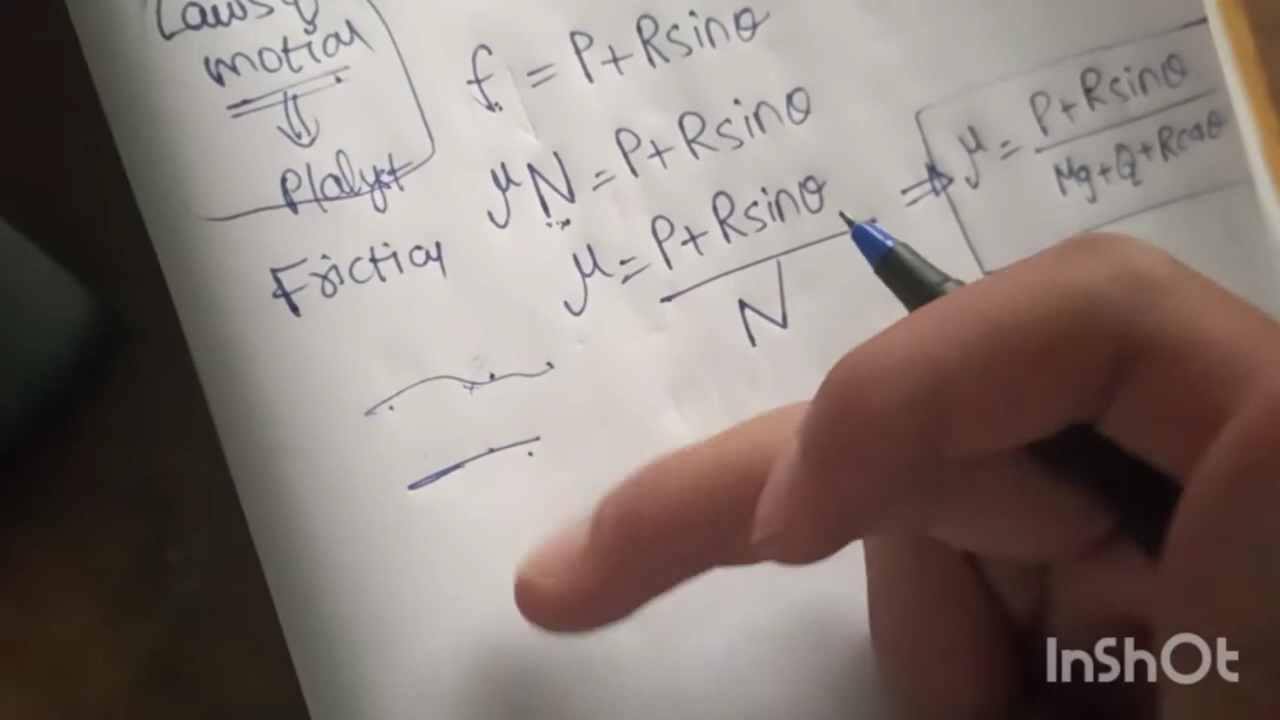 Laws of
motion
⇓
Playlist
Friction
f = P+Rsinθ
μN = P+Rsinθ
μ = P+Rsinθ
N
⇒ μ = P+Rsinθ
Mg+Q+Rcosθ
InShOt